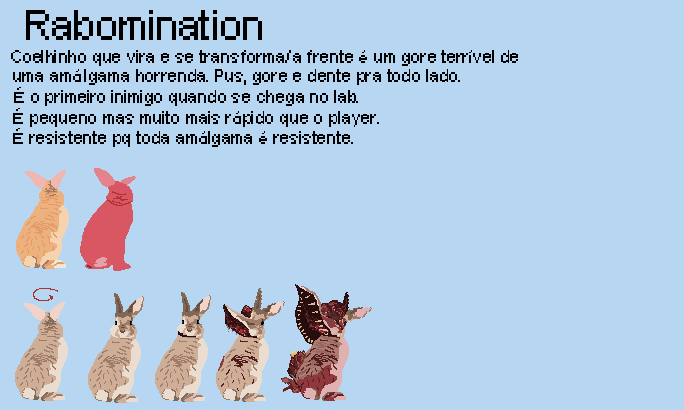 Rabomination
Coelhinho que vira e se transforma/a frente é um gore terrível de
uma amálgama horrenda. Pus, gore e dente pra todo lado.
É o primeiro inimigo quando se chega no lab.
É pequeno mas muito mais rápido que o player.
É resistente pq toda amálgama é resistente.